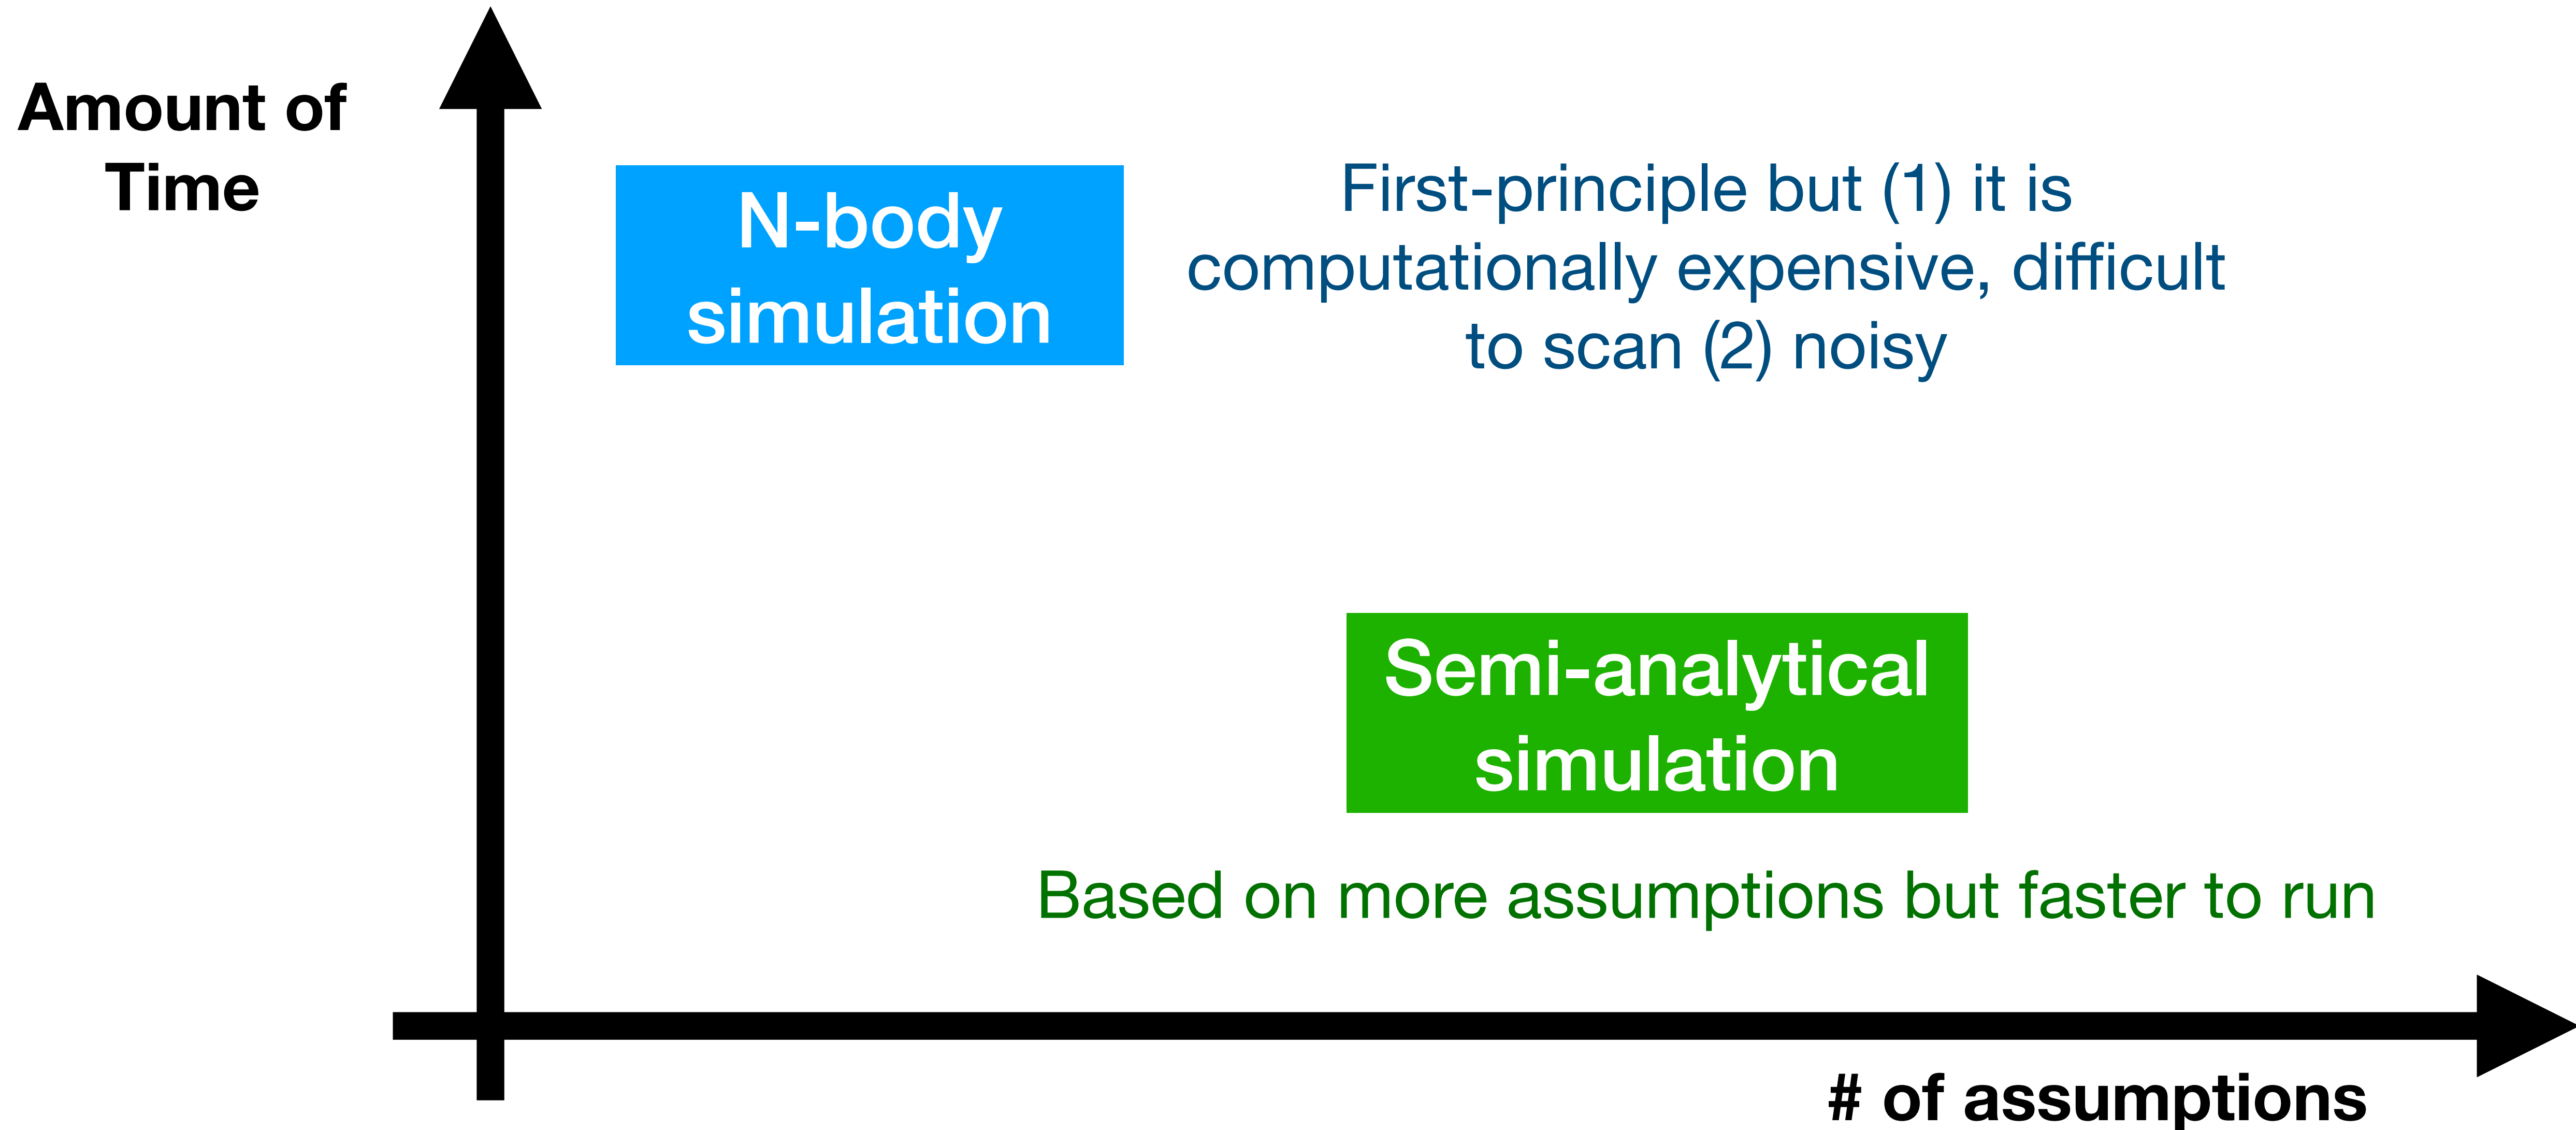 Amount of
Time
N-body
simulation
First-principle but (1) it is
computationally expensive, difficult
to scan (2) noisy
Semi-analytical
simulation
Based on more assumptions but faster to run
# of assumptions